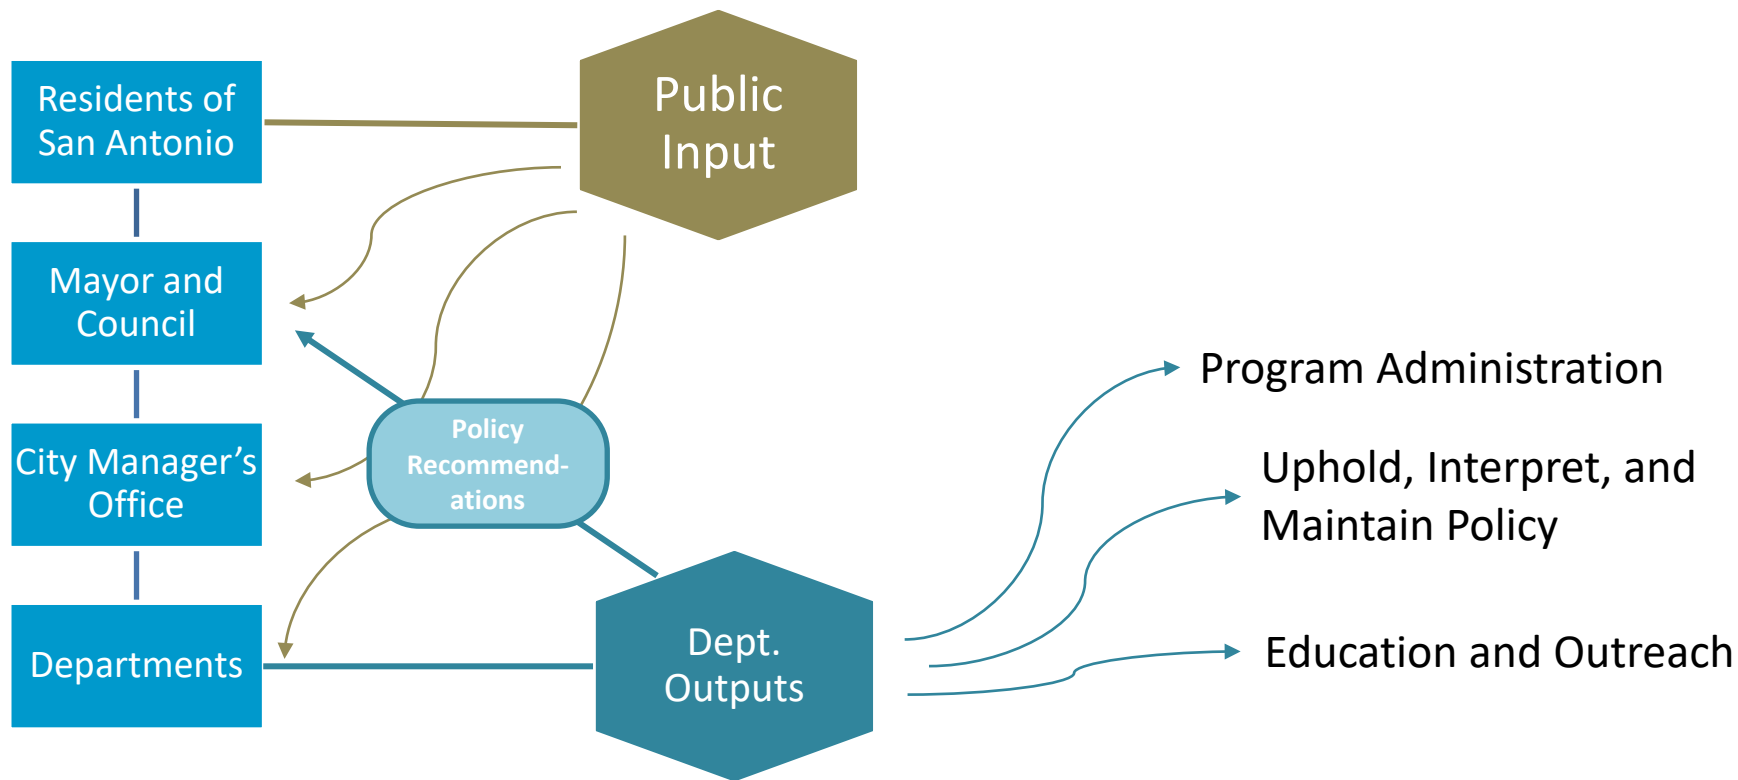 Residents of
San Antonio
Public
Input
Mayor and
Council
City Manager’s
Office
Departments
Policy
Recommend-
ations
Dept.
Outputs
Program Administration
Uphold, Interpret, and
Maintain Policy
Education and Outreach